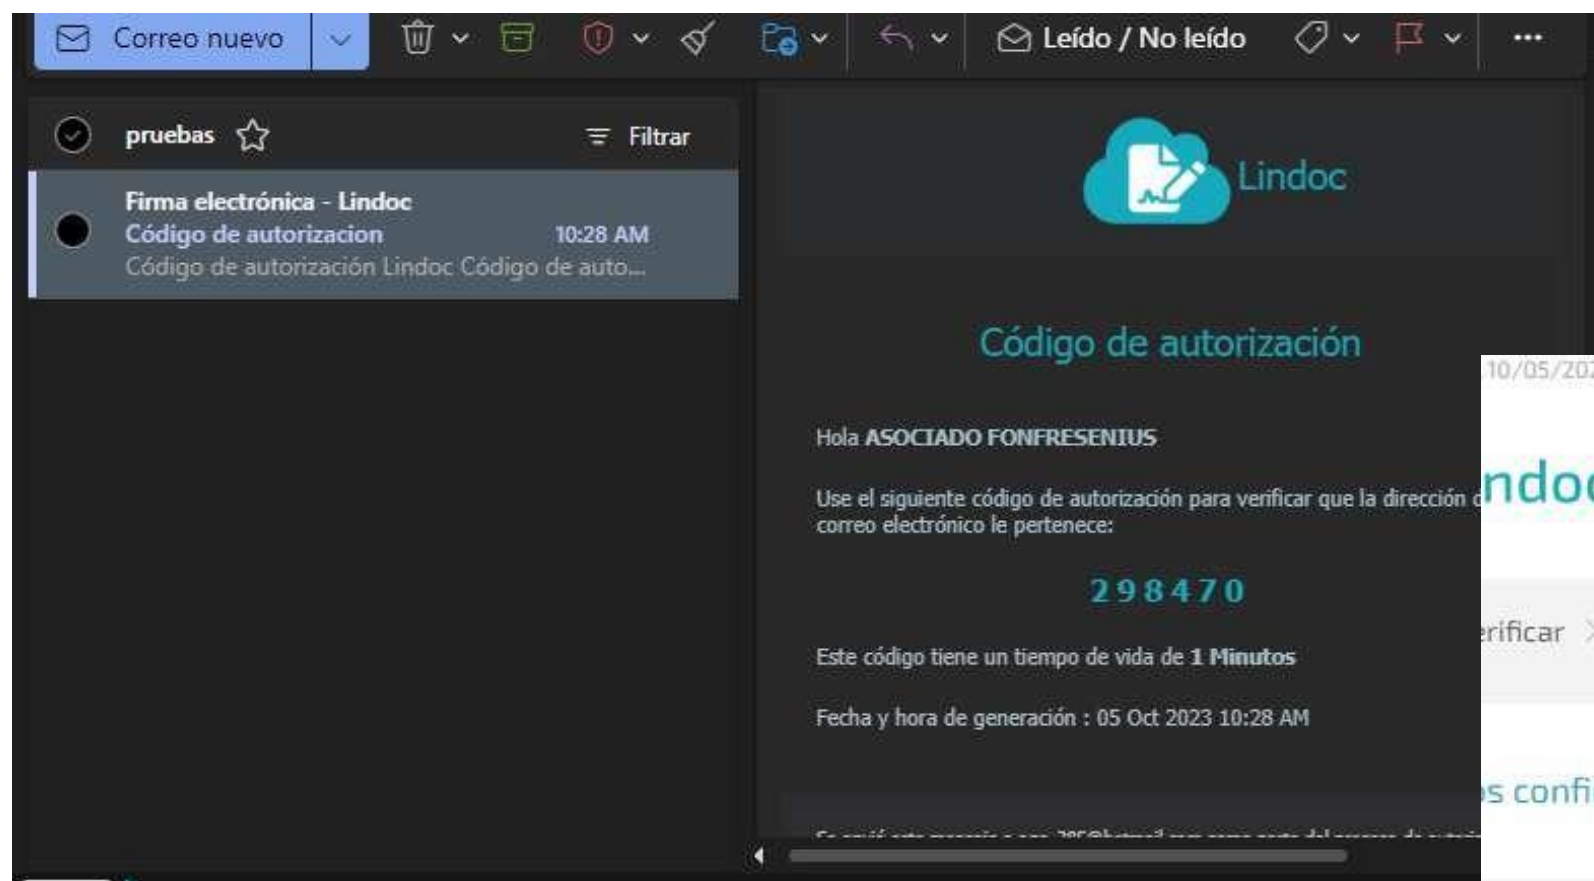 Correo nuevo
Leído / No leído
pruebas
Filtrar
Firma electrónica - Lindoc
Código de autorizacion 10:28 AM
Código de autorización Lindoc Código de auto...
Lindoc
Código de autorización
Hola ASOCIADO FONFRESENIUS
Use el siguiente código de autorización para verificar que la dirección
correo electrónico le pertenece:
298470
Este código tiene un tiempo de vida de 1 Minutos
Fecha y hora de generación : 05 Oct 2023 10:28 AM
10/05/202
ndoc
erificar
os confi